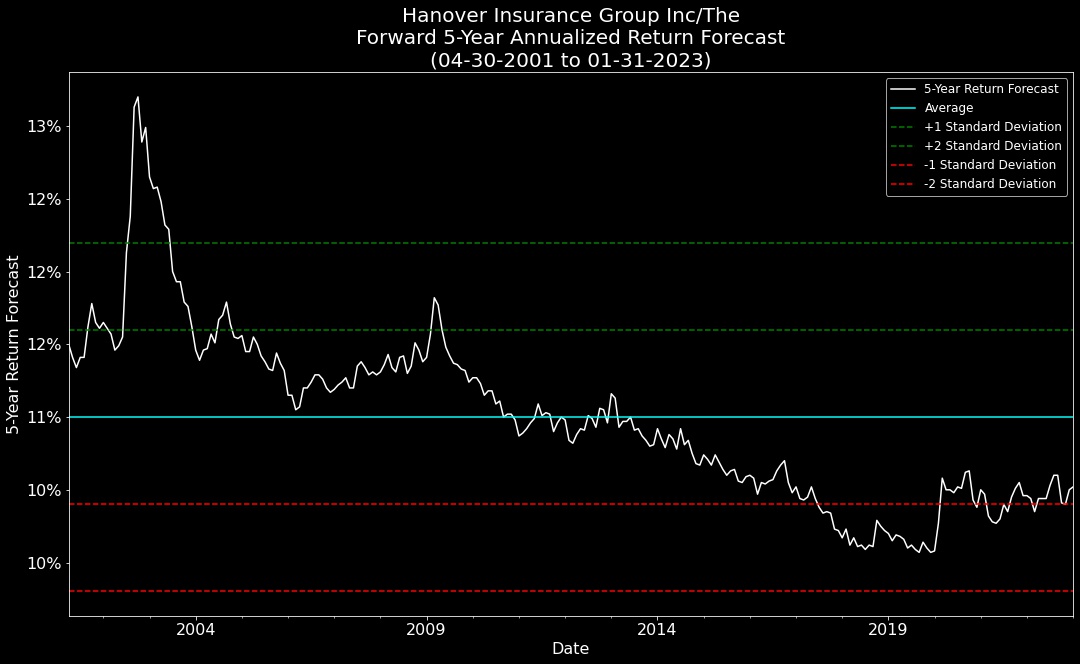 Hanover Insurance Group Inc/The
Forward 5-Year Annualized Return Forecast
(04-30-2001 to 01-31-2023)
5-Year Return Forecast
Average
+1 Standard Deviation
+2 Standard Deviation
-1 Standard Deviation
-2 Standard Deviation
5-Year Return Forecast
13%
12%
12%
12%
11%
10%
10%
2004
2009
2014
2019
Date